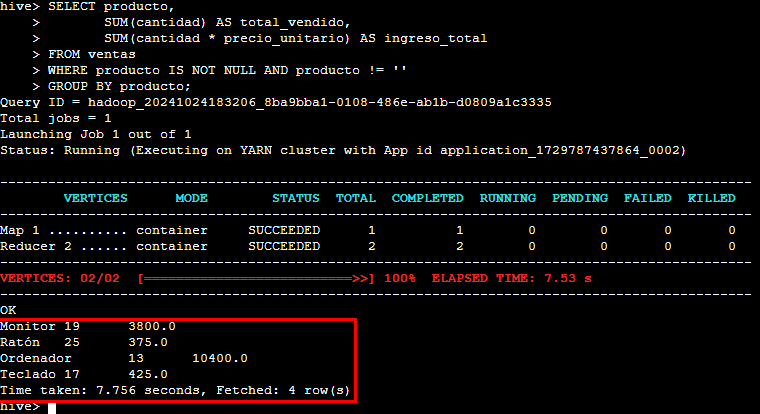 hive> SELECT producto,
    >        SUM(cantidad) AS total_vendido,
    >        SUM(cantidad * precio_unitario) AS ingreso_total
    > FROM ventas
    > WHERE producto IS NOT NULL AND producto != ''
    > GROUP BY producto;
Query ID = hadoop_20241024183206_8ba9bba1-0108-486e-ab1b-d0809a1c3335
Total jobs = 1
Launching Job 1 out of 1
Status: Running (Executing on YARN cluster with App id application_1729787437864_0002)
----------------------------------------------------------------------------------------------
        VERTICES      MODE        STATUS  TOTAL  COMPLETED  RUNNING  PENDING  FAILED  KILLED
----------------------------------------------------------------------------------------------
Map 1 .......... container     SUCCEEDED      1          1        0        0       0       0
Reducer 2 ...... container     SUCCEEDED      2          2        0        0       0       0
----------------------------------------------------------------------------------------------
VERTICES: 02/02  [==========================>>] 100%  ELAPSED TIME: 7.53 s
----------------------------------------------------------------------------------------------
OK
Monitor 19      3800.0
Ratón   25      375.0
Ordenador       13      10400.0
Teclado 17      425.0
Time taken: 7.756 seconds, Fetched: 4 row(s)
hive>